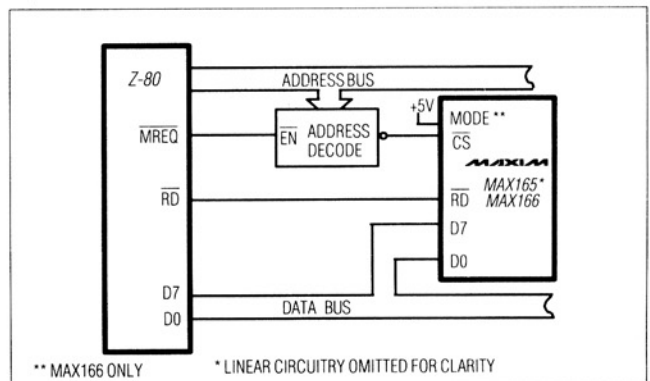 Z-80
ADDRESS BUS
+5V
MODE **
MREQ
EN ADDRESS
DECODE
CS
MAXIM
MAX165*
MAX166
RD
RD
D7
D0
D7
D0
DATA BUS
** MAX166 ONLY
* LINEAR CIRCUITRY OMITTED FOR CLARITY